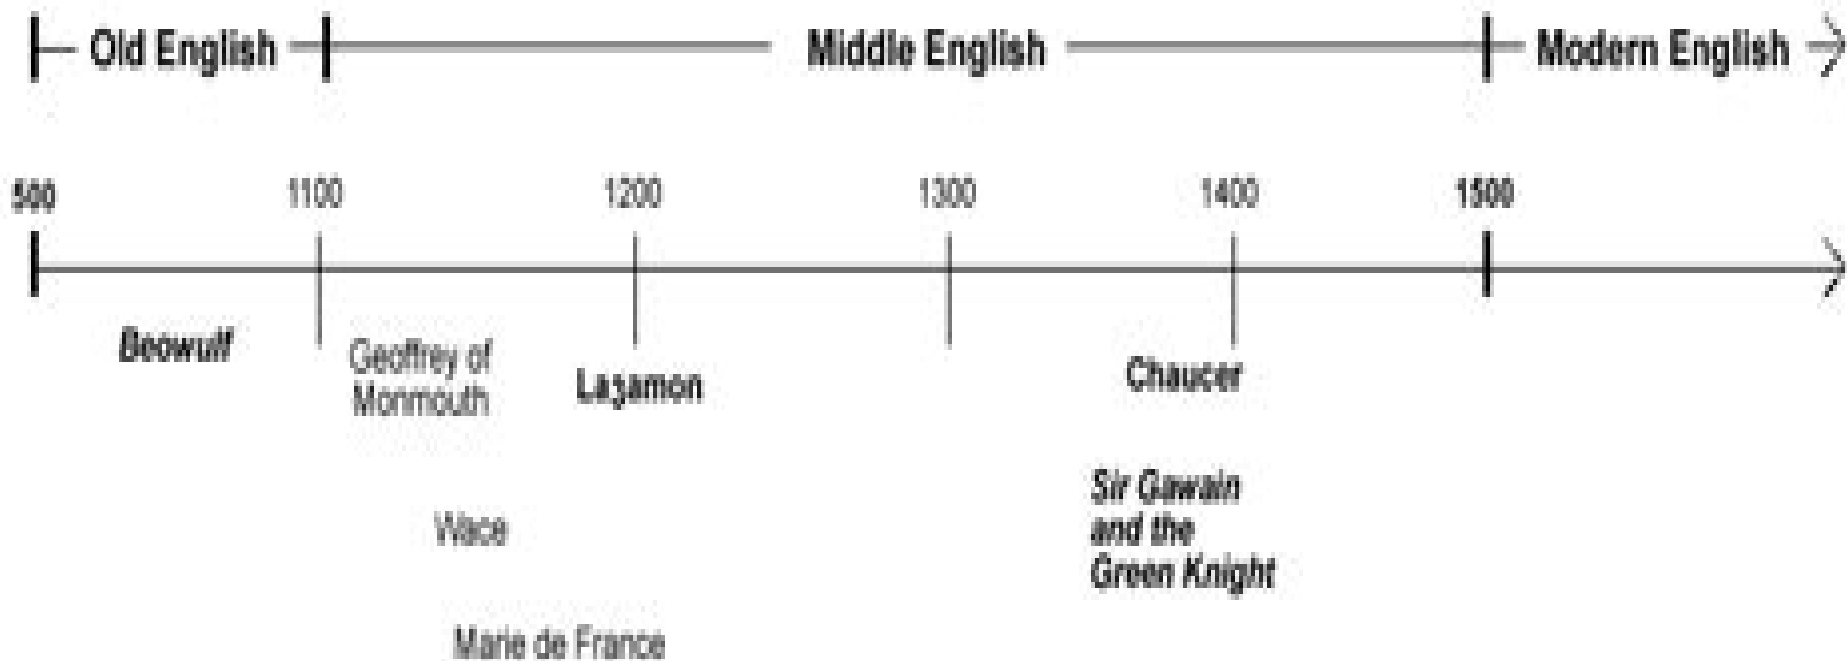 Old English Middle English Modern English
500 1100 1200 1300 1400 1500
Beowulf
Geoffrey of
Monmouth
Laȝamon
Chaucer
Sir Gawain
and the
Green Knight
Wace
Marie de France